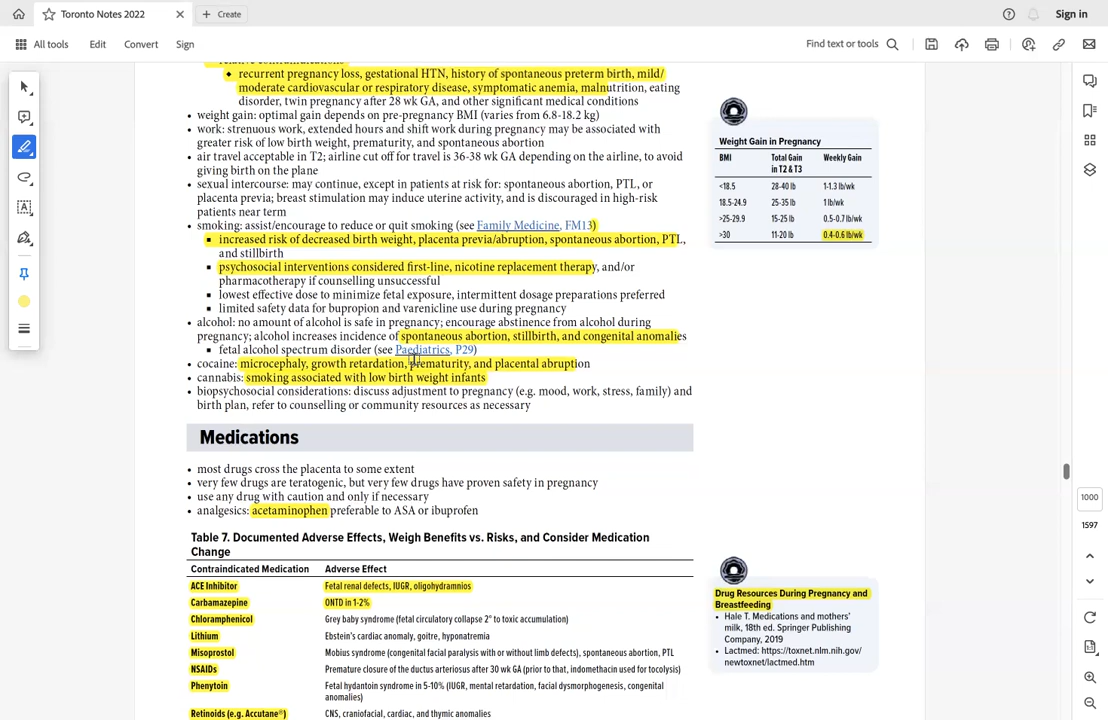 Toronto Notes 2022
Create
Sign in
All tools
Edit
Convert
Sign
Find text or tools
recurrent pregnancy loss, gestational HTN, history of spontaneous preterm birth, mild/
moderate cardiovascular or respiratory disease, symptomatic anemia, malnutrition, eating
disorder, twin pregnancy after 28 wk GA, and other significant medical conditions
• weight gain: optimal gain depends on pre-pregnancy BMI (varies from 6.8-18.2 kg)
• work: strenuous work, extended hours and shift work during pregnancy may be associated with
greater risk of low birth weight, prematurity, and spontaneous abortion
• air travel acceptable in T2; airline cut off for travel is 36-38 wk GA depending on the airline, to avoid
giving birth on the plane
• sexual intercourse: may continue, except in patients at risk for: spontaneous abortion, PTL, or
placenta previa; breast stimulation may induce uterine activity, and is discouraged in high-risk
patients near term
• smoking: assist/encourage to reduce or quit smoking (see Family Medicine, FM13)
▪ increased risk of decreased birth weight, placenta previa/abruption, spontaneous abortion, PTL,
and stillbirth
▪ psychosocial interventions considered first-line, nicotine replacement therapy, and/or
pharmacotherapy if counselling unsuccessful
▪ lowest effective dose to minimize fetal exposure, intermittent dosage preparations preferred
▪ limited safety data for bupropion and varenicline use during pregnancy
• alcohol: no amount of alcohol is safe in pregnancy; encourage abstinence from alcohol during
pregnancy; alcohol increases incidence of spontaneous abortion, stillbirth, and congenital anomalies
▪ fetal alcohol spectrum disorder (see Paediatrics, P29)
• cocaine: microcephaly, growth retardation, prematurity, and placental abruption
• cannabis: smoking associated with low birth weight infants
• biopsychosocial considerations: discuss adjustment to pregnancy (e.g. mood, work, stress, family) and
birth plan, refer to counselling or community resources as necessary
Weight Gain in Pregnancy
BMI Total Gain in T2 & T3 Weekly Gain
<18.5 28-40 lb 1-1.3 lb/wk
18.5-24.9 25-35 lb 1 lb/wk
>25-29.9 15-25 lb 0.5-0.7 lb/wk
>30 11-20 lb 0.4-0.6 lb/wk
Medications
• most drugs cross the placenta to some extent
• very few drugs are teratogenic, but very few drugs have proven safety in pregnancy
• use any drug with caution and only if necessary
• analgesics: acetaminophen preferable to ASA or ibuprofen
Table 7. Documented Adverse Effects, Weigh Benefits vs. Risks, and Consider Medication
Change
Contraindicated Medication Adverse Effect
ACE Inhibitor Fetal renal defects, IUGR, oligohydramnios
Carbamazepine ONTD in 1-2%
Chloramphenicol Grey baby syndrome (fetal circulatory collapse 2° to toxic accumulation)
Lithium Ebstein's cardiac anomaly, goitre, hyponatremia
Misoprostol Mobius syndrome (congenital facial paralysis with or without limb defects), spontaneous abortion, PTL
NSAIDs Premature closure of the ductus arteriosus after 30 wk GA (prior to that, indomethacin used for tocolysis)
Phenytoin Fetal hydantoin syndrome in 5-10% (IUGR, mental retardation, facial dysmorphogenesis, congenital
anomalies)
Retinoids (e.g. Accutane®) CNS, craniofacial, cardiac, and thymic anomalies
Drug Resources During Pregnancy and
Breastfeeding
• Hale T. Medications and mothers'
milk, 18th ed. Springer Publishing
Company, 2019
• Lactmed: https://toxnet.nlm.nih.gov/
newtoxnet/lactmed.htm
1000
1597